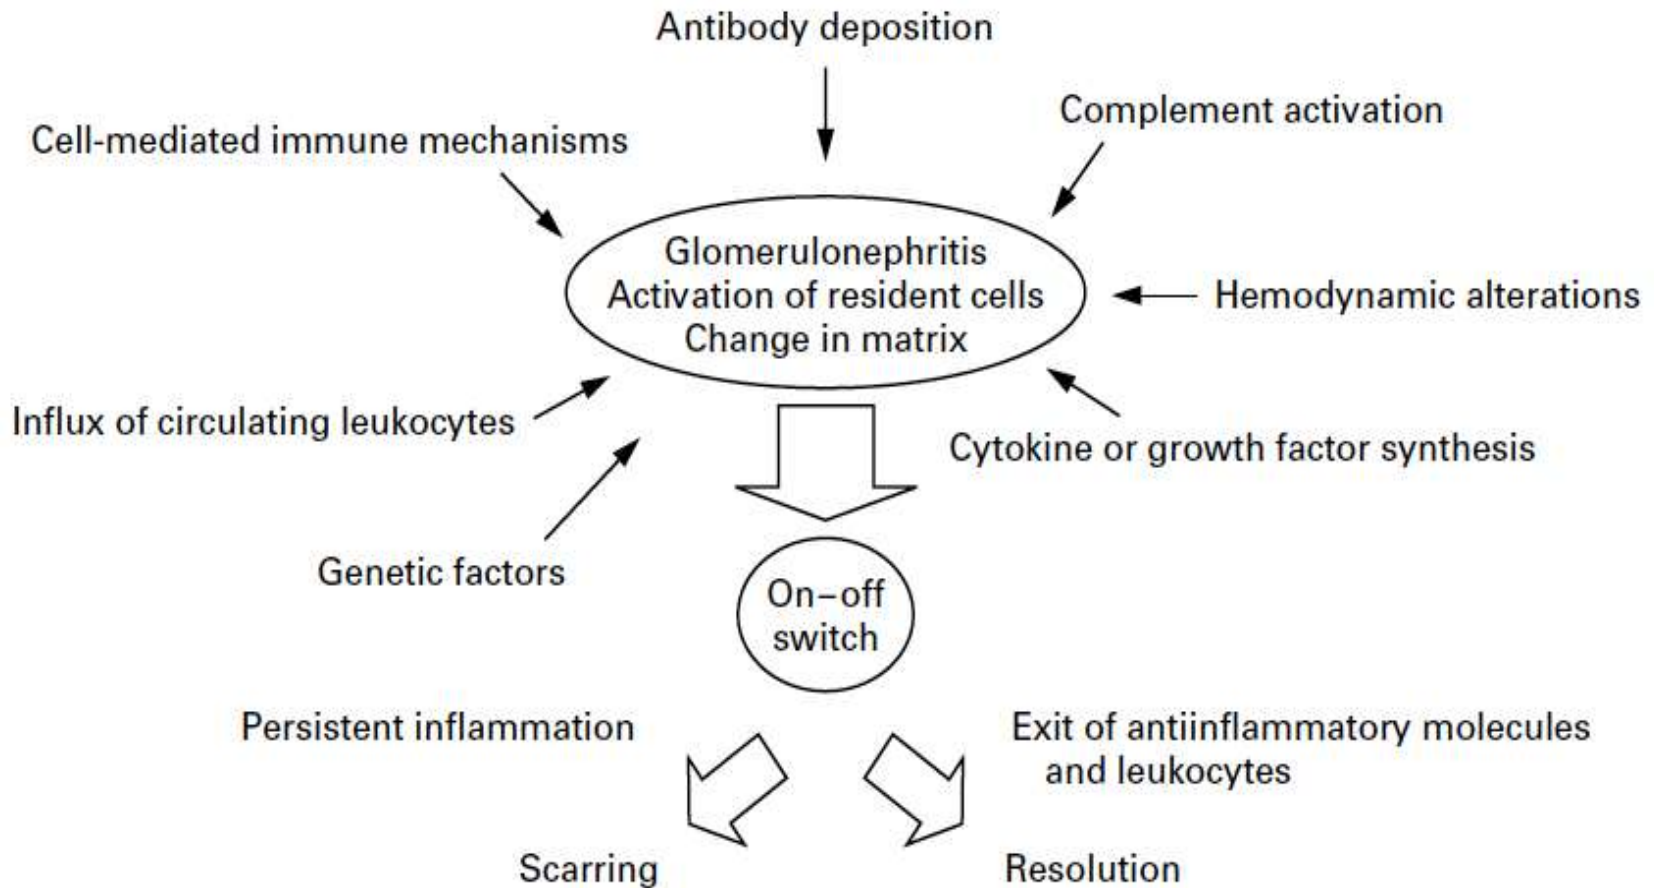 Antibody deposition
Complement activation
Cell-mediated immune mechanisms
Glomerulonephritis
Activation of resident cells
Change in matrix
Hemodynamic alterations
Influx of circulating leukocytes
Cytokine or growth factor synthesis
Genetic factors
On–off
switch
Persistent inflammation
Exit of antiinflammatory molecules
and leukocytes
Scarring
Resolution